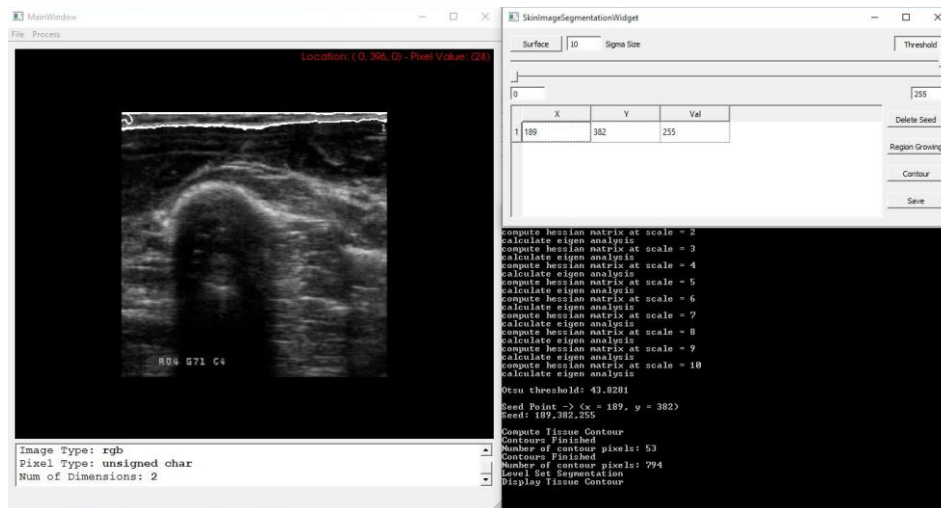 MainWindow
File Process
Location: ( 0, 396, 0) - Pixel Value: (28)
1
R04 G71 C4
Image Type: rgb
Pixel Type: unsigned char
Num of Dimensions: 2
SkinImageSegmentationWidget
Surface 10 Sigma Size Threshold
0 255
X Y Val
1 189 382 255
Delete Seed
Region Growing
Contour
Save
compute hessian matrix at scale = 2
calculate eigen analysis
compute hessian matrix at scale = 3
calculate eigen analysis
compute hessian matrix at scale = 4
calculate eigen analysis
compute hessian matrix at scale = 5
calculate eigen analysis
compute hessian matrix at scale = 6
calculate eigen analysis
compute hessian matrix at scale = 7
calculate eigen analysis
compute hessian matrix at scale = 8
calculate eigen analysis
compute hessian matrix at scale = 9
calculate eigen analysis
compute hessian matrix at scale = 10
calculate eigen analysis
Otsu threshold: 43.8281
Seed Point -> (x = 189, y = 382)
Seed: 189,382,255
Compute Tissue Contour
Contours Finished
Number of contour pixels: 53
Contours Finished
Number of contour pixels: 794
Level Set Segmentation
Display Tissue Contour